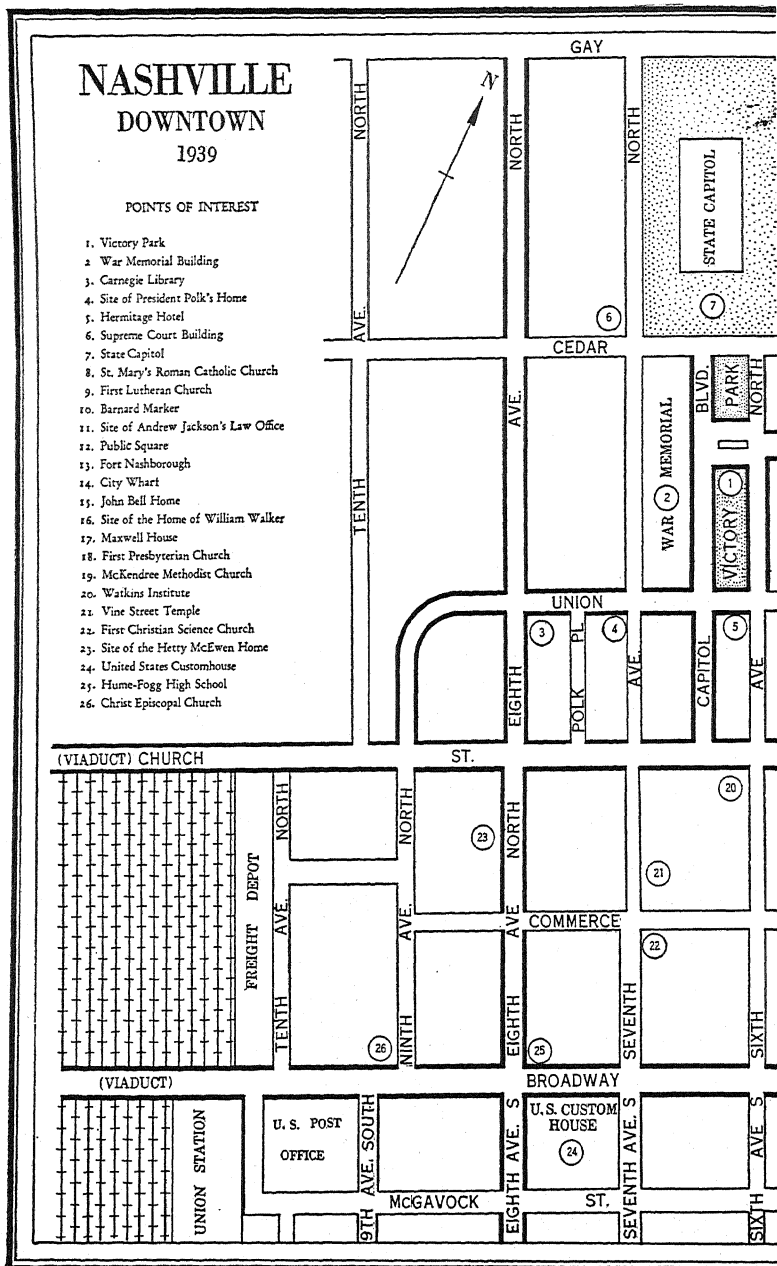 NASHVILLE
DOWNTOWN
1939
POINTS OF INTEREST
1. Victory Park
2 War Memorial Building
3. Carnegie Library
4. Site of President Polk's Home
5. Hermitage Hotel
6. Supreme Court Building
7. State Capitol
8. St. Mary's Roman Catholic Church
9. First Lutheran Church
10. Barnard Marker
11. Site of Andrew Jackson's Law Office
12. Public Square
13. Fort Nashborough
14. City Wharf
15. John Bell Home
16. Site of the Home of William Walker
17. Maxwell House
18. First Presbyterian Church
19. McKendree Methodist Church
20. Watkins Institute
21. Vine Street Temple
22. First Christian Science Church
23. Site of the Hetty McEwen Home
24. United States Customhouse
25. Hume-Fogg High School
26. Christ Episcopal Church
GAY
N
NORTH
NORTH
NORTH
STATE CAPITOL
6
7
AVE.
CEDAR
AVE.
BLVD.
PARK
NORTH
WAR MEMORIAL
2
1
VICTORY
TENTH
UNION
3
PL
4
5
EIGHTH
POLK
AVE.
CAPITOL
AVE
(VIADUCT) CHURCH
ST.
NORTH
NORTH
NORTH
20
23
21
FREIGHT DEPOT
AVE.
AVE.
AVE
COMMERCE
22
TENTH
26
NINTH
EIGHTH
25
SEVENTH
SIXTH
(VIADUCT)
BROADWAY
UNION STATION
U. S. POST
OFFICE
9TH AVE. SOUTH
EIGHTH AVE. S
U. S. CUSTOM
HOUSE
24
SEVENTH AVE. S
SIXTH AVE S
McGAVOCK
ST.